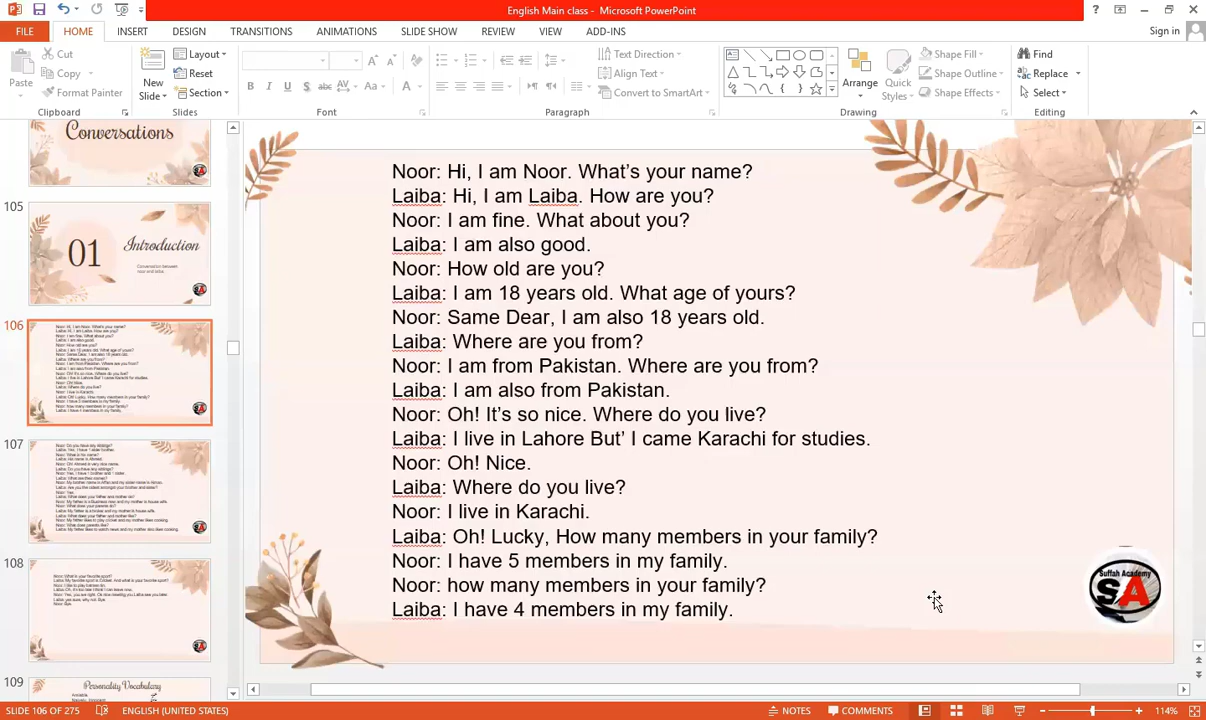 English Main class - Microsoft PowerPoint
Sign in
FILE HOME INSERT DESIGN TRANSITIONS ANIMATIONS SLIDE SHOW REVIEW VIEW ADD-INS
Paste
Cut
Copy
Format Painter
Clipboard
New Slide
Layout
Reset
Section
Slides
B I U S abc AV Aa A
Font
Text Direction
Align Text
Convert to SmartArt
Paragraph
Arrange
Quick Styles
Shape Fill
Shape Outline
Shape Effects
Drawing
Find
Replace
Select
Editing
Conversations
105
01
Introduction
Conversation between
noor and laiba
106
107
108
109
Personality Vocabulary
Noor: Hi, I am Noor. What’s your name?
Laiba: Hi, I am Laiba. How are you?
Noor: I am fine. What about you?
Laiba: I am also good.
Noor: How old are you?
Laiba: I am 18 years old. What age of yours?
Noor: Same Dear, I am also 18 years old.
Laiba: Where are you from?
Noor: I am from Pakistan. Where are you from?
Laiba: I am also from Pakistan.
Noor: Oh! It’s so nice. Where do you live?
Laiba: I live in Lahore But’ I came Karachi for studies.
Noor: Oh! Nice.
Laiba: Where do you live?
Noor: I live in Karachi.
Laiba: Oh! Lucky, How many members in your family?
Noor: I have 5 members in my family.
Noor: how many members in your family?
Laiba: I have 4 members in my family.
Suffah Academy
SA
SLIDE 106 OF 275 ENGLISH (UNITED STATES) NOTES COMMENTS 114%